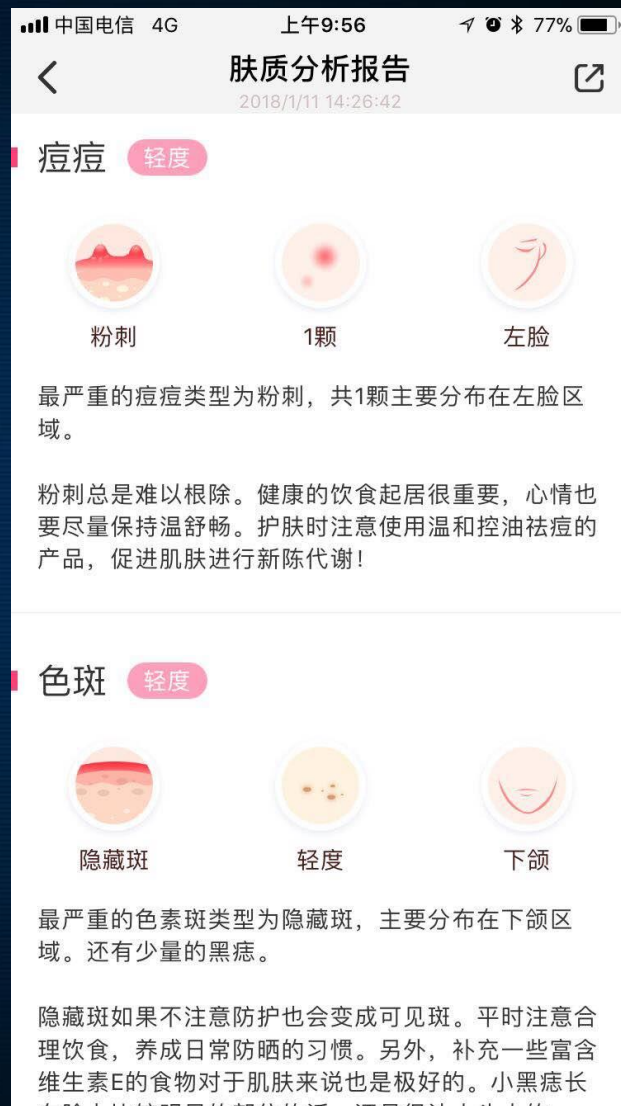 中国电信 4G 上午9:56 77%
肤质分析报告
2018/1/11 14:26:42
痘痘 轻度
粉刺 1颗 左脸
最严重的痘痘类型为粉刺，共1颗主要分布在左脸区
域。
粉刺总是难以根除。健康的饮食起居很重要，心情也
要尽量保持温舒畅。护肤时注意使用温和控油祛痘的
产品，促进肌肤进行新陈代谢！
色斑 轻度
隐藏斑 轻度 下颌
最严重的色素斑类型为隐藏斑，主要分布在下颌区
域。还有少量的黑痣。
隐藏斑如果不注意防护也会变成可见斑。平时注意合
理饮食，养成日常防晒的习惯。另外，补充一些富含
维生素E的食物对于肌肤来说也是极好的。小黑痣长